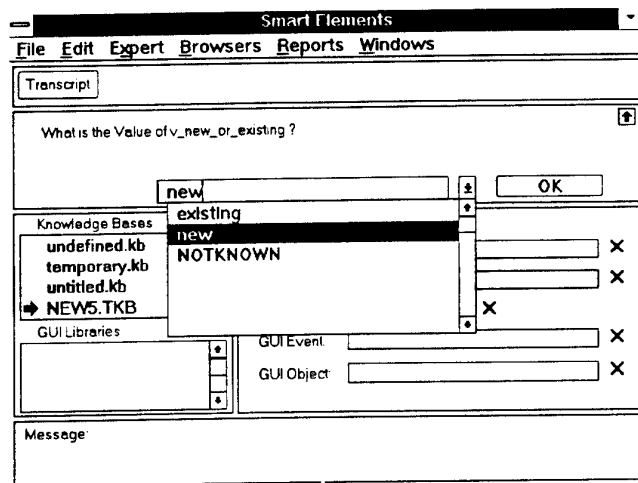 Smart Elements
File Edit Expert Browsers Reports Windows
Transcript
What is the Value of v_new_or_existing ?
new
OK
existing
new
NOTKNOWN
Knowledge Bases
undefined.kb
temporary.kb
untitled.kb
NEW5.TKB
GUI Libraries
GUI Event:
GUI Object:
Message: